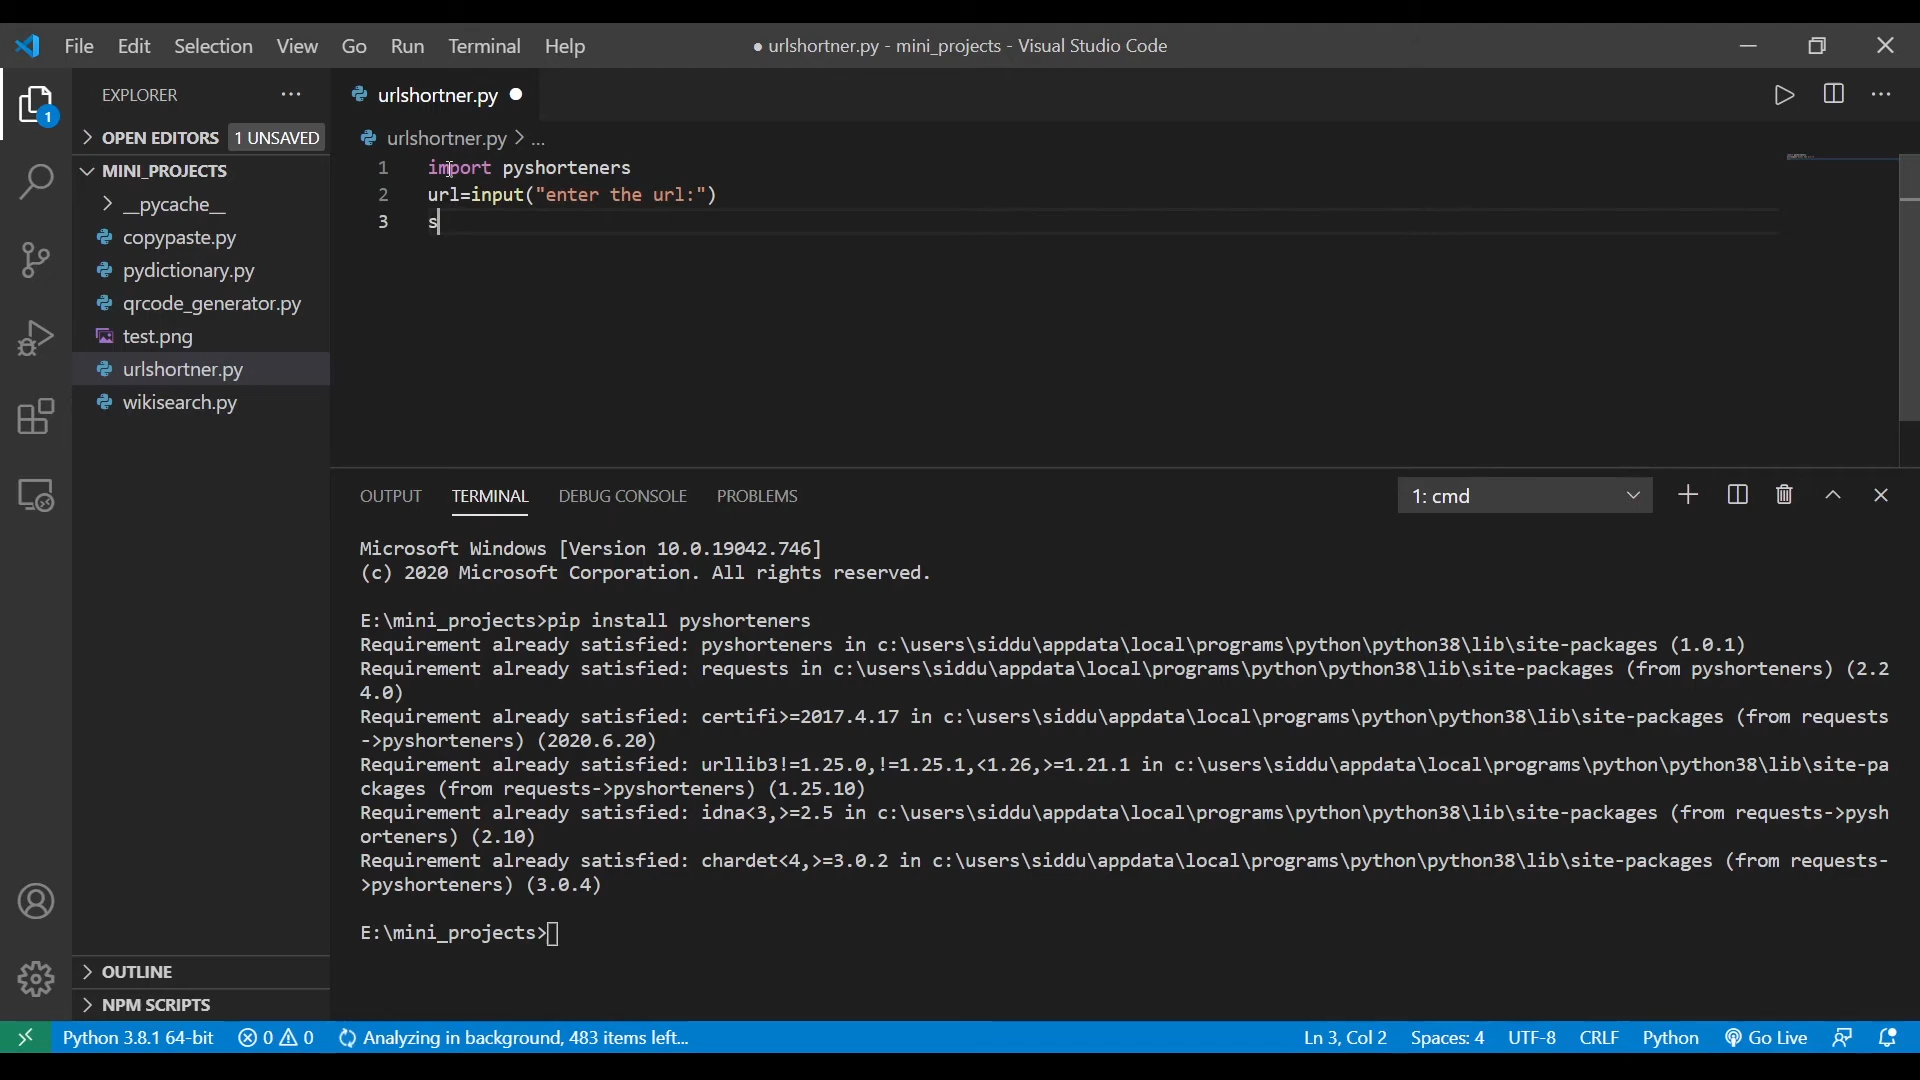 File Edit Selection View Go Run Terminal Help
● urlshortner.py - mini_projects - Visual Studio Code
EXPLORER ···
OPEN EDITORS 1 UNSAVED
MINI_PROJECTS
__pycache__
copypaste.py
pydictionary.py
qrcode_generator.py
test.png
urlshortner.py
wikisearch.py
OUTLINE
NPM SCRIPTS
1
urlshortner.py ●
urlshortner.py > ...
1 import pyshorteners
2 url=input("enter the url:")
3 s
OUTPUT TERMINAL DEBUG CONSOLE PROBLEMS
1: cmd
Microsoft Windows [Version 10.0.19042.746]
(c) 2020 Microsoft Corporation. All rights reserved.
E:\mini_projects>pip install pyshorteners
Requirement already satisfied: pyshorteners in c:\users\siddu\appdata\local\programs\python\python38\lib\site-packages (1.0.1)
Requirement already satisfied: requests in c:\users\siddu\appdata\local\programs\python\python38\lib\site-packages (from pyshorteners) (2.2
4.0)
Requirement already satisfied: certifi>=2017.4.17 in c:\users\siddu\appdata\local\programs\python\python38\lib\site-packages (from requests
->pyshorteners) (2020.6.20)
Requirement already satisfied: urllib3!=1.25.0,!=1.25.1,<1.26,>=1.21.1 in c:\users\siddu\appdata\local\programs\python\python38\lib\site-pa
ckages (from requests->pyshorteners) (1.25.10)
Requirement already satisfied: idna<3,>=2.5 in c:\users\siddu\appdata\local\programs\python\python38\lib\site-packages (from requests->pysh
orteners) (2.10)
Requirement already satisfied: chardet<4,>=3.0.2 in c:\users\siddu\appdata\local\programs\python\python38\lib\site-packages (from requests-
>pyshorteners) (3.0.4)
E:\mini_projects>
Python 3.8.1 64-bit 0 0 Analyzing in background, 483 items left... Ln 3, Col 2 Spaces: 4 UTF-8 CRLF Python Go Live